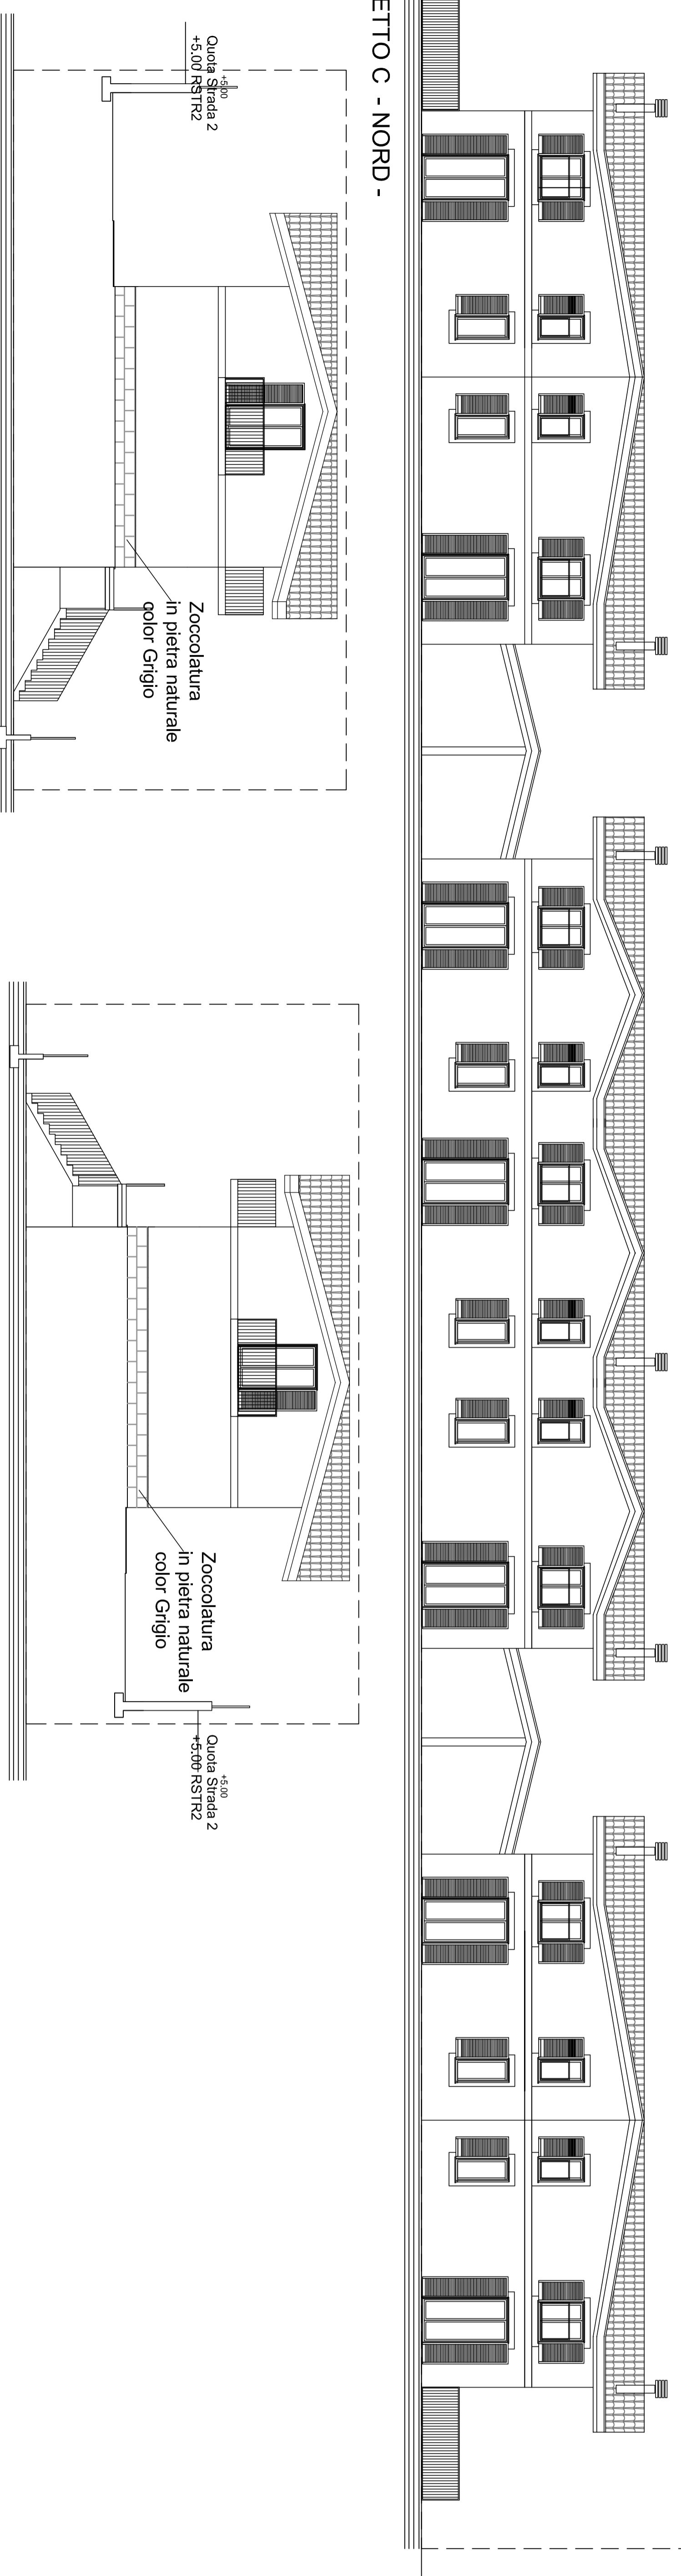 ETTO C - NORD -
+5.00
Quota Strada 2
+5.00 RSTR2
Zoccolatura
in pietra naturale
color Grigio
Zoccolatura
in pietra naturale
color Grigio
+5.00
Quota Strada 2
+5.00 RSTR2